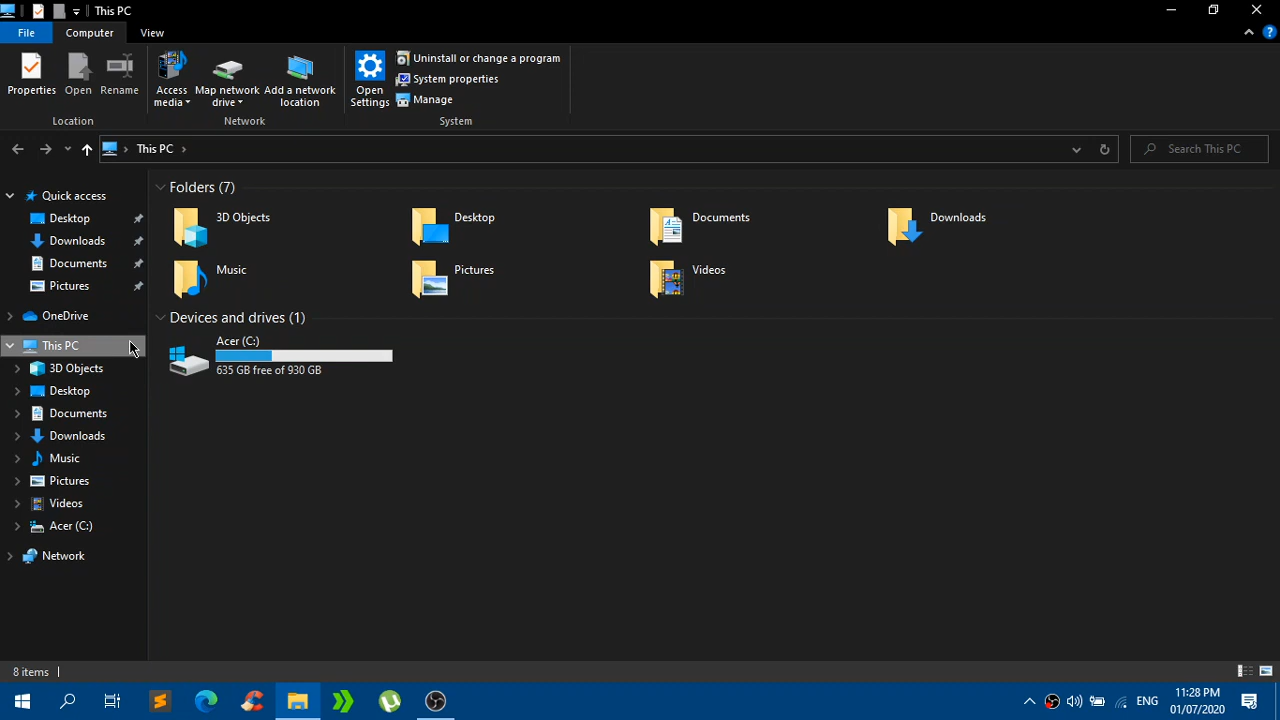 This PC
File
Computer
View
Properties
Open
Rename
Access media
Map network drive
Add a network location
Open Settings
Uninstall or change a program
System properties
Manage
Location
Network
System
This PC
Search This PC
Quick access
Desktop
Downloads
Documents
Pictures
OneDrive
This PC
3D Objects
Desktop
Documents
Downloads
Music
Pictures
Videos
Acer (C:)
Network
Folders (7)
3D Objects
Desktop
Documents
Downloads
Music
Pictures
Videos
Devices and drives (1)
Acer (C:)
635 GB free of 930 GB
8 items
ENG
11:28 PM
01/07/2020